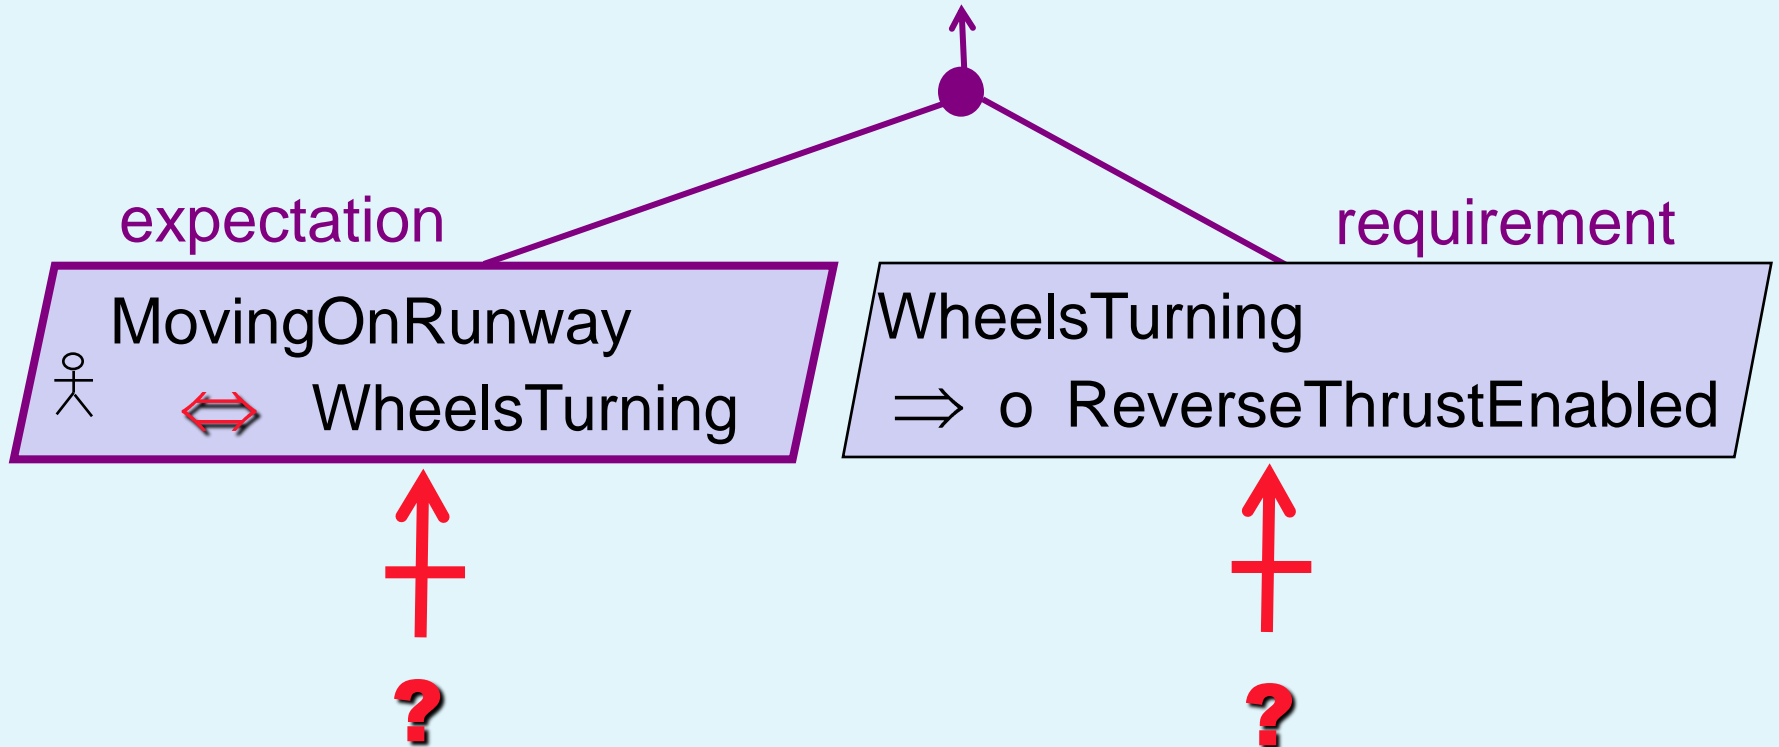 expectation
requirement
MovingOnRunway
⇔ WheelsTurning
WheelsTurning
⇒ o ReverseThrustEnabled
?
?